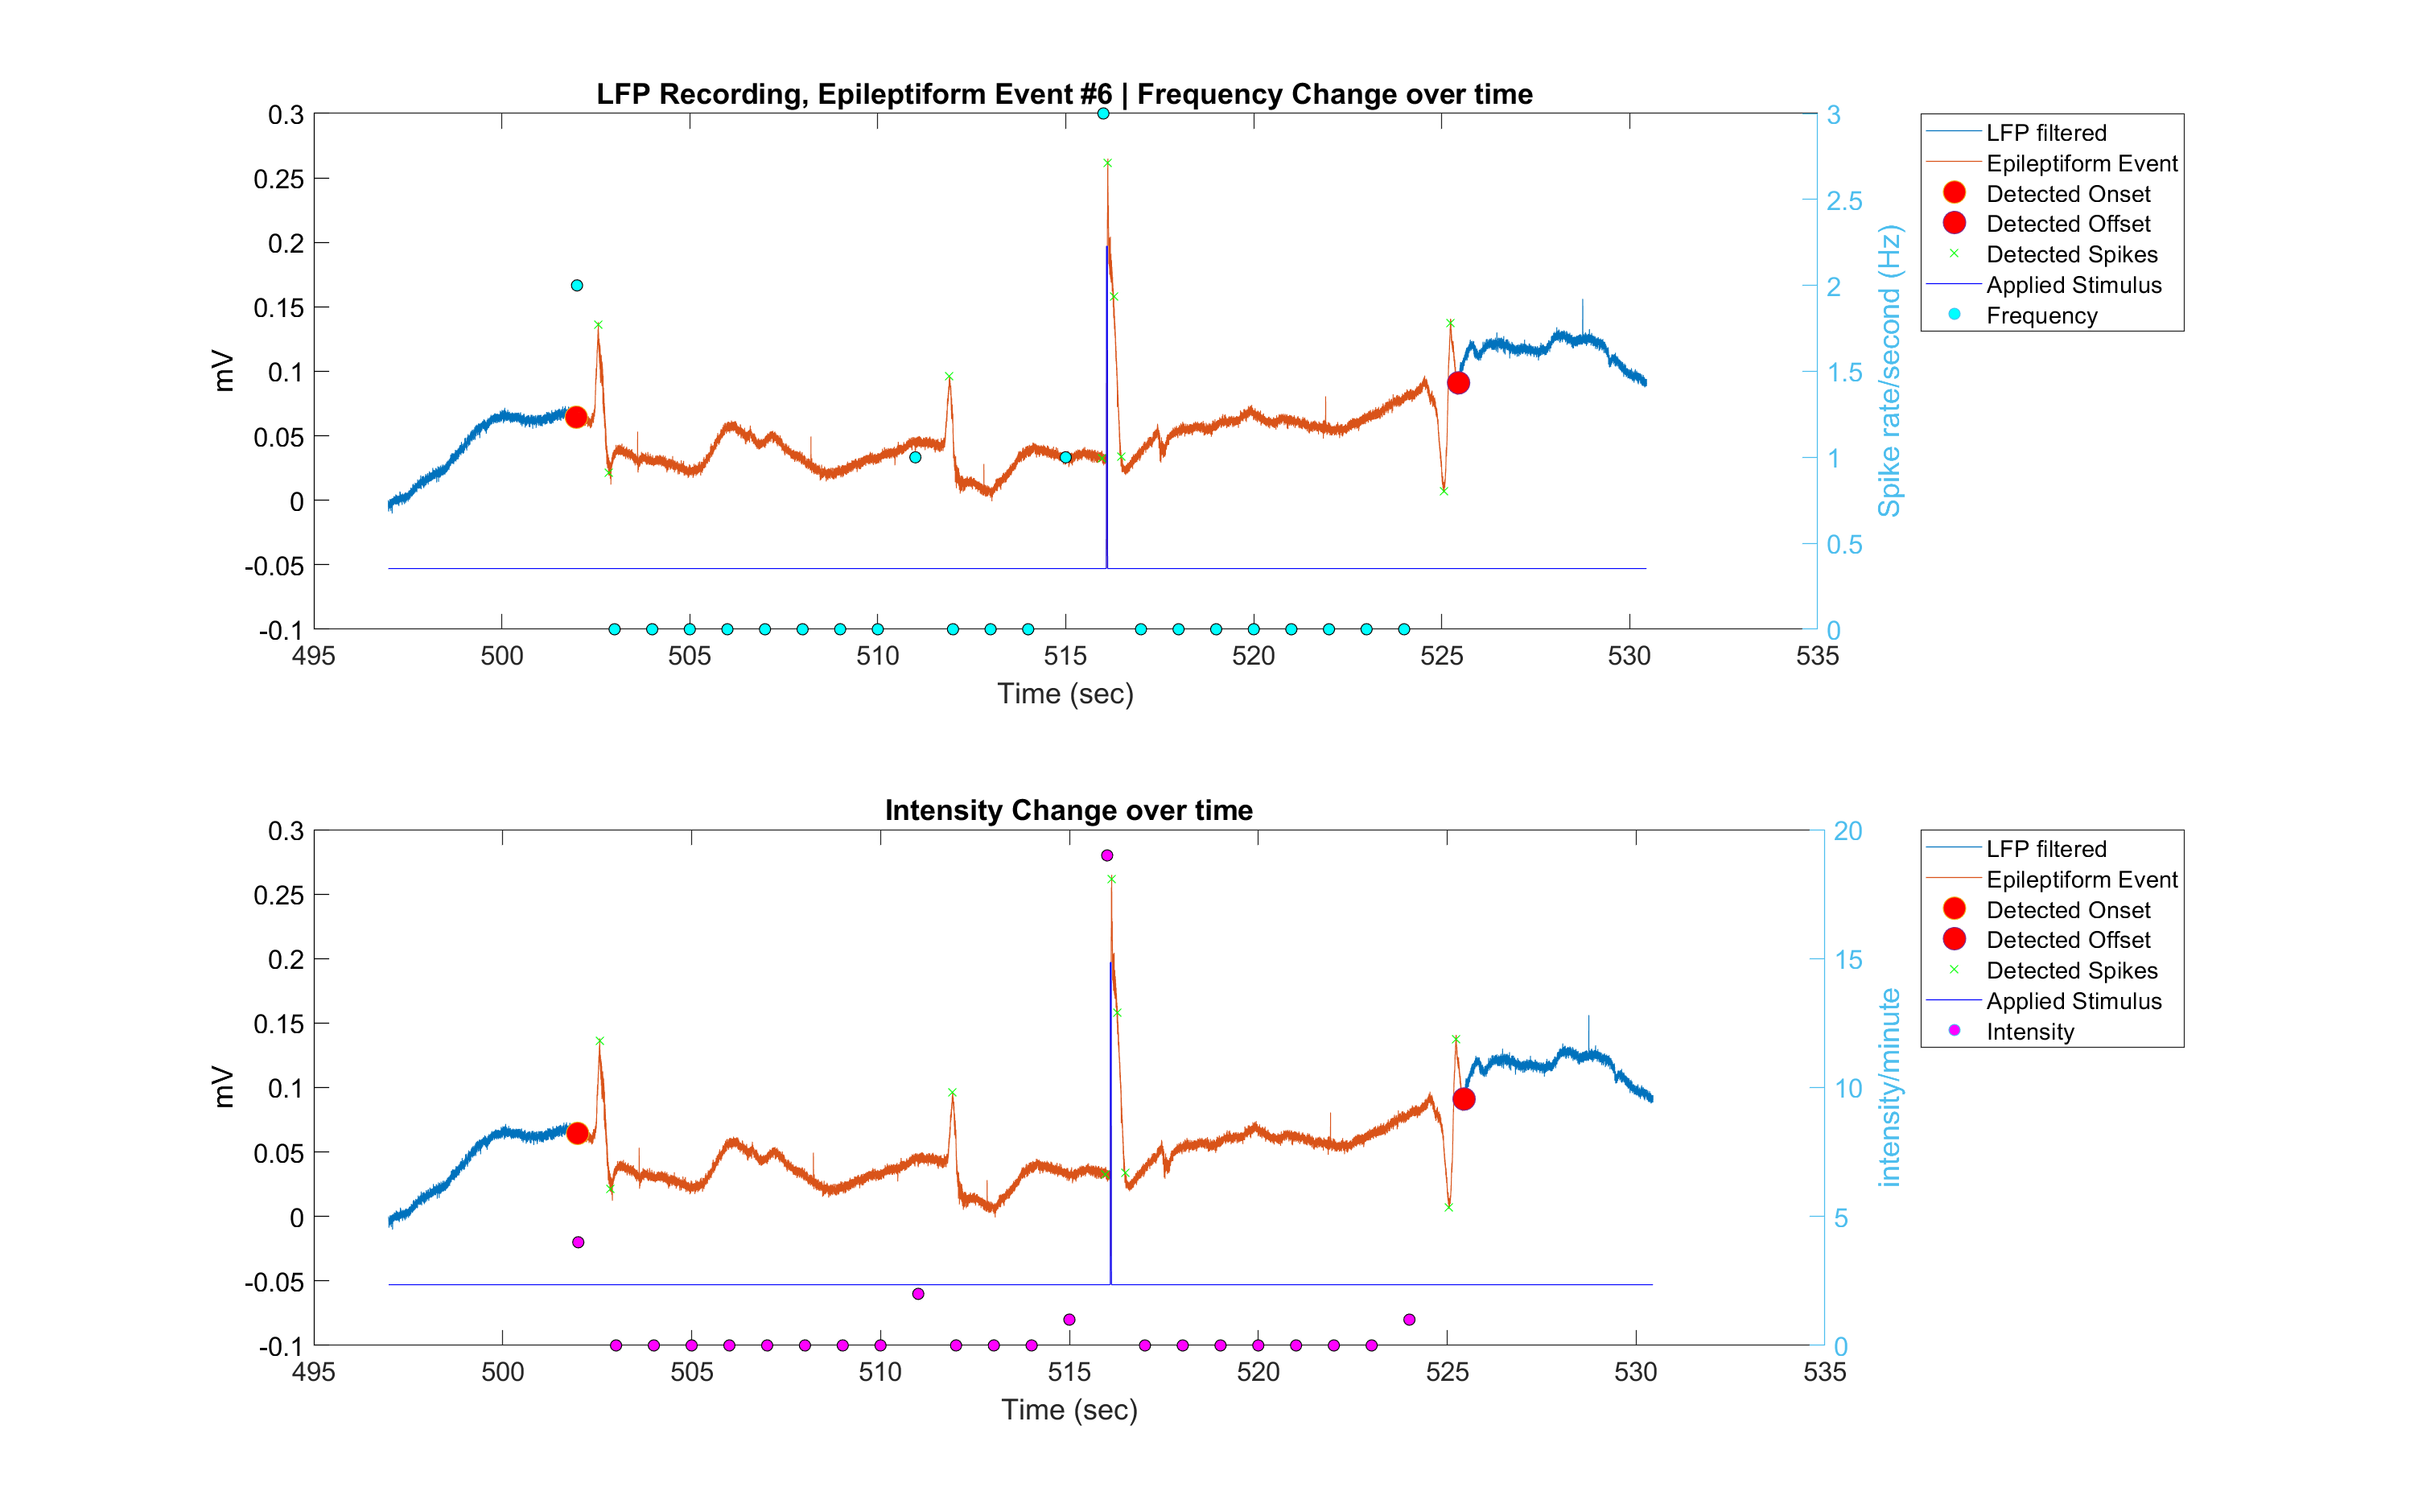 LFP Recording, Epileptiform Event #6 | Frequency Change over time
0.3
0.25
0.2
0.15
0.1
0.05
0
-0.05
-0.1
mV
495 500 505 510 515 520 525 530 535
Time (sec)
3
2.5
2
1.5
1
0.5
0
Spike rate/second (Hz)
LFP filtered
Epileptiform Event
Detected Onset
Detected Offset
Detected Spikes
Applied Stimulus
Frequency
Intensity Change over time
0.3
0.25
0.2
0.15
0.1
0.05
0
-0.05
-0.1
mV
495 500 505 510 515 520 525 530 535
Time (sec)
20
15
10
5
0
intensity/minute
LFP filtered
Epileptiform Event
Detected Onset
Detected Offset
Detected Spikes
Applied Stimulus
Intensity